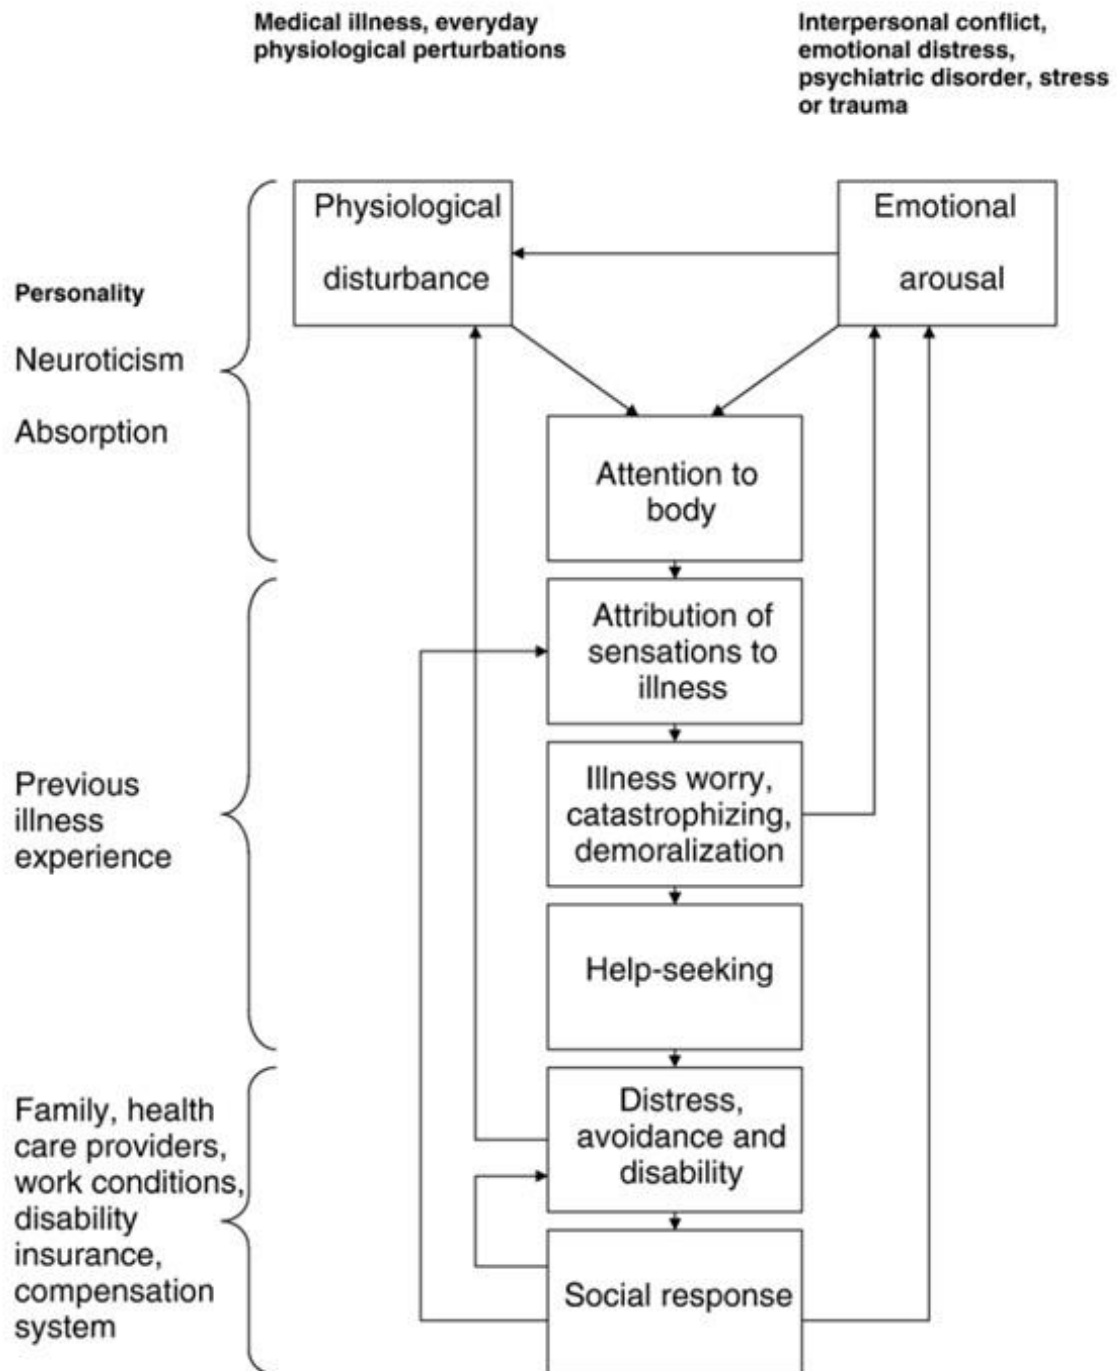 Medical illness, everyday
physiological perturbations
Interpersonal conflict,
emotional distress,
psychiatric disorder, stress
or trauma
Physiological
disturbance
Emotional
arousal
Personality
Neuroticism
Absorption
Attention to
body
Attribution of
sensations to
illness
Previous
illness
experience
Illness worry,
catastrophizing,
demoralization
Help-seeking
Family, health
care providers,
work conditions,
disability
insurance,
compensation
system
Distress,
avoidance and
disability
Social response